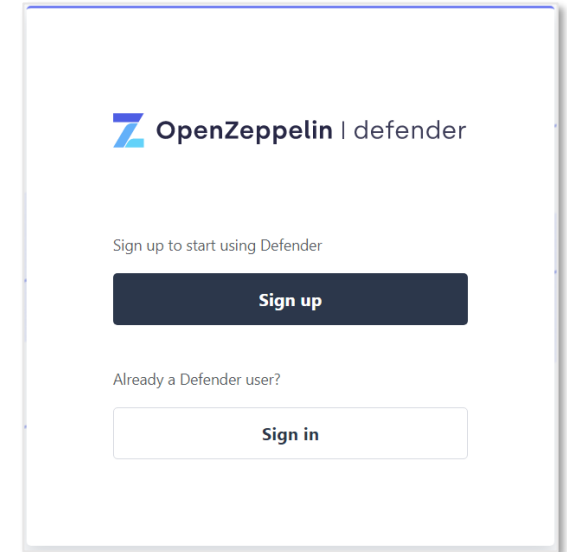 OpenZeppelin | defender
Sign up to start using Defender
Sign up
Already a Defender user?
Sign in